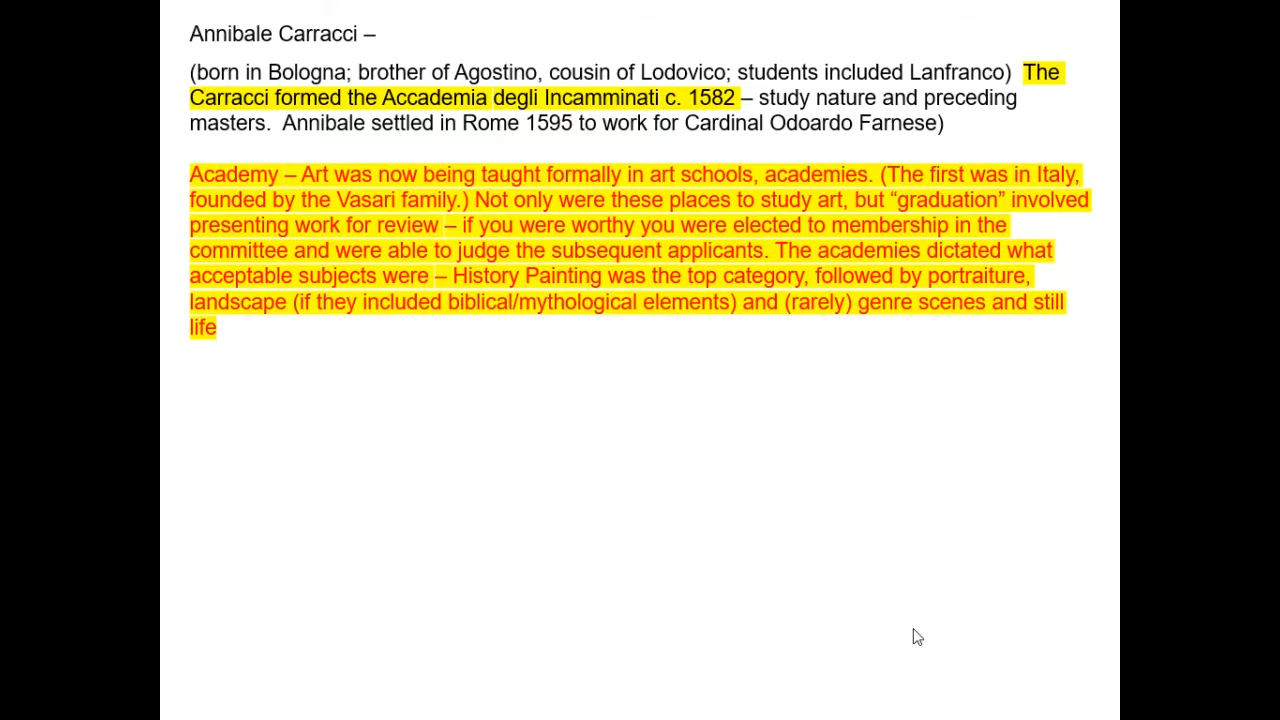 Annibale Carracci –
(born in Bologna; brother of Agostino, cousin of Lodovico; students included Lanfranco)  The
Carracci formed the Accademia degli Incamminati c. 1582 – study nature and preceding
masters.  Annibale settled in Rome 1595 to work for Cardinal Odoardo Farnese)
Academy – Art was now being taught formally in art schools, academies. (The first was in Italy,
founded by the Vasari family.) Not only were these places to study art, but “graduation” involved
presenting work for review – if you were worthy you were elected to membership in the
committee and were able to judge the subsequent applicants. The academies dictated what
acceptable subjects were – History Painting was the top category, followed by portraiture,
landscape (if they included biblical/mythological elements) and (rarely) genre scenes and still
life